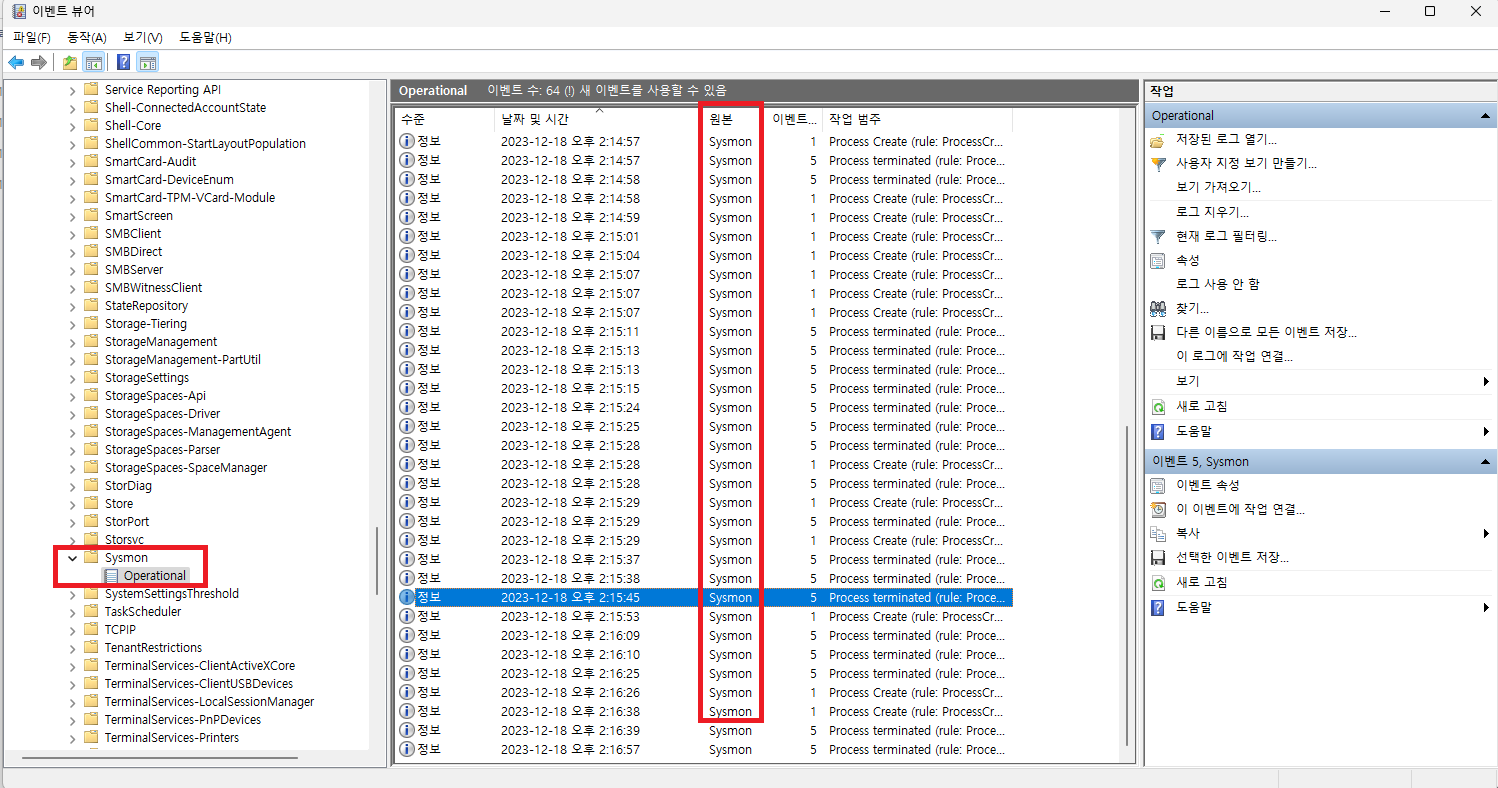 이벤트 뷰어
파일(F) 동작(A) 보기(V) 도움말(H)
Service Reporting API
Shell-ConnectedAccountState
Shell-Core
ShellCommon-StartLayoutPopulation
SmartCard-Audit
SmartCard-DeviceEnum
SmartCard-TPM-VCard-Module
SmartScreen
SMBClient
SMBDirect
SMBServer
SMBWitnessClient
StateRepository
Storage-Tiering
StorageManagement
StorageManagement-PartUtil
StorageSettings
StorageSpaces-Api
StorageSpaces-Driver
StorageSpaces-ManagementAgent
StorageSpaces-Parser
StorageSpaces-SpaceManager
StorDiag
Store
StorPort
Storsvc
Sysmon
Operational
SystemSettingsThreshold
TaskScheduler
TCPIP
TenantRestrictions
TerminalServices-ClientActiveXCore
TerminalServices-ClientUSBDevices
TerminalServices-LocalSessionManager
TerminalServices-PnPDevices
TerminalServices-Printers
Operational 이벤트 수: 64 (!) 새 이벤트를 사용할 수 있음
수준 날짜 및 시간 원본 이벤트... 작업 범주
정보 2023-12-18 오후 2:14:57 Sysmon 1 Process Create (rule: ProcessCr...
정보 2023-12-18 오후 2:14:57 Sysmon 5 Process terminated (rule: Proce...
정보 2023-12-18 오후 2:14:58 Sysmon 5 Process terminated (rule: Proce...
정보 2023-12-18 오후 2:14:58 Sysmon 1 Process Create (rule: ProcessCr...
정보 2023-12-18 오후 2:14:59 Sysmon 1 Process Create (rule: ProcessCr...
정보 2023-12-18 오후 2:15:01 Sysmon 1 Process Create (rule: ProcessCr...
정보 2023-12-18 오후 2:15:04 Sysmon 1 Process Create (rule: ProcessCr...
정보 2023-12-18 오후 2:15:07 Sysmon 1 Process Create (rule: ProcessCr...
정보 2023-12-18 오후 2:15:07 Sysmon 1 Process Create (rule: ProcessCr...
정보 2023-12-18 오후 2:15:07 Sysmon 1 Process Create (rule: ProcessCr...
정보 2023-12-18 오후 2:15:11 Sysmon 5 Process terminated (rule: Proce...
정보 2023-12-18 오후 2:15:13 Sysmon 5 Process terminated (rule: Proce...
정보 2023-12-18 오후 2:15:13 Sysmon 5 Process terminated (rule: Proce...
정보 2023-12-18 오후 2:15:15 Sysmon 5 Process terminated (rule: Proce...
정보 2023-12-18 오후 2:15:24 Sysmon 5 Process terminated (rule: Proce...
정보 2023-12-18 오후 2:15:25 Sysmon 5 Process terminated (rule: Proce...
정보 2023-12-18 오후 2:15:28 Sysmon 5 Process terminated (rule: Proce...
정보 2023-12-18 오후 2:15:28 Sysmon 1 Process Create (rule: ProcessCr...
정보 2023-12-18 오후 2:15:28 Sysmon 5 Process terminated (rule: Proce...
정보 2023-12-18 오후 2:15:29 Sysmon 1 Process Create (rule: ProcessCr...
정보 2023-12-18 오후 2:15:29 Sysmon 5 Process terminated (rule: Proce...
정보 2023-12-18 오후 2:15:29 Sysmon 1 Process Create (rule: ProcessCr...
정보 2023-12-18 오후 2:15:37 Sysmon 5 Process terminated (rule: Proce...
정보 2023-12-18 오후 2:15:38 Sysmon 5 Process terminated (rule: Proce...
정보 2023-12-18 오후 2:15:45 Sysmon 5 Process terminated (rule: Proce...
정보 2023-12-18 오후 2:15:53 Sysmon 1 Process Create (rule: ProcessCr...
정보 2023-12-18 오후 2:16:09 Sysmon 5 Process terminated (rule: Proce...
정보 2023-12-18 오후 2:16:10 Sysmon 5 Process terminated (rule: Proce...
정보 2023-12-18 오후 2:16:25 Sysmon 5 Process terminated (rule: Proce...
정보 2023-12-18 오후 2:16:26 Sysmon 1 Process Create (rule: ProcessCr...
정보 2023-12-18 오후 2:16:38 Sysmon 1 Process Create (rule: ProcessCr...
정보 2023-12-18 오후 2:16:39 Sysmon 5 Process terminated (rule: Proce...
정보 2023-12-18 오후 2:16:57 Sysmon 5 Process terminated (rule: Proce...
작업
Operational
저장된 로그 열기...
사용자 지정 보기 만들기...
보기 가져오기...
로그 지우기...
현재 로그 필터링...
속성
로그 사용 안 함
찾기...
다른 이름으로 모든 이벤트 저장...
이 로그에 작업 연결...
보기
새로 고침
도움말
이벤트 5, Sysmon
이벤트 속성
이 이벤트에 작업 연결...
복사
선택한 이벤트 저장...
새로 고침
도움말